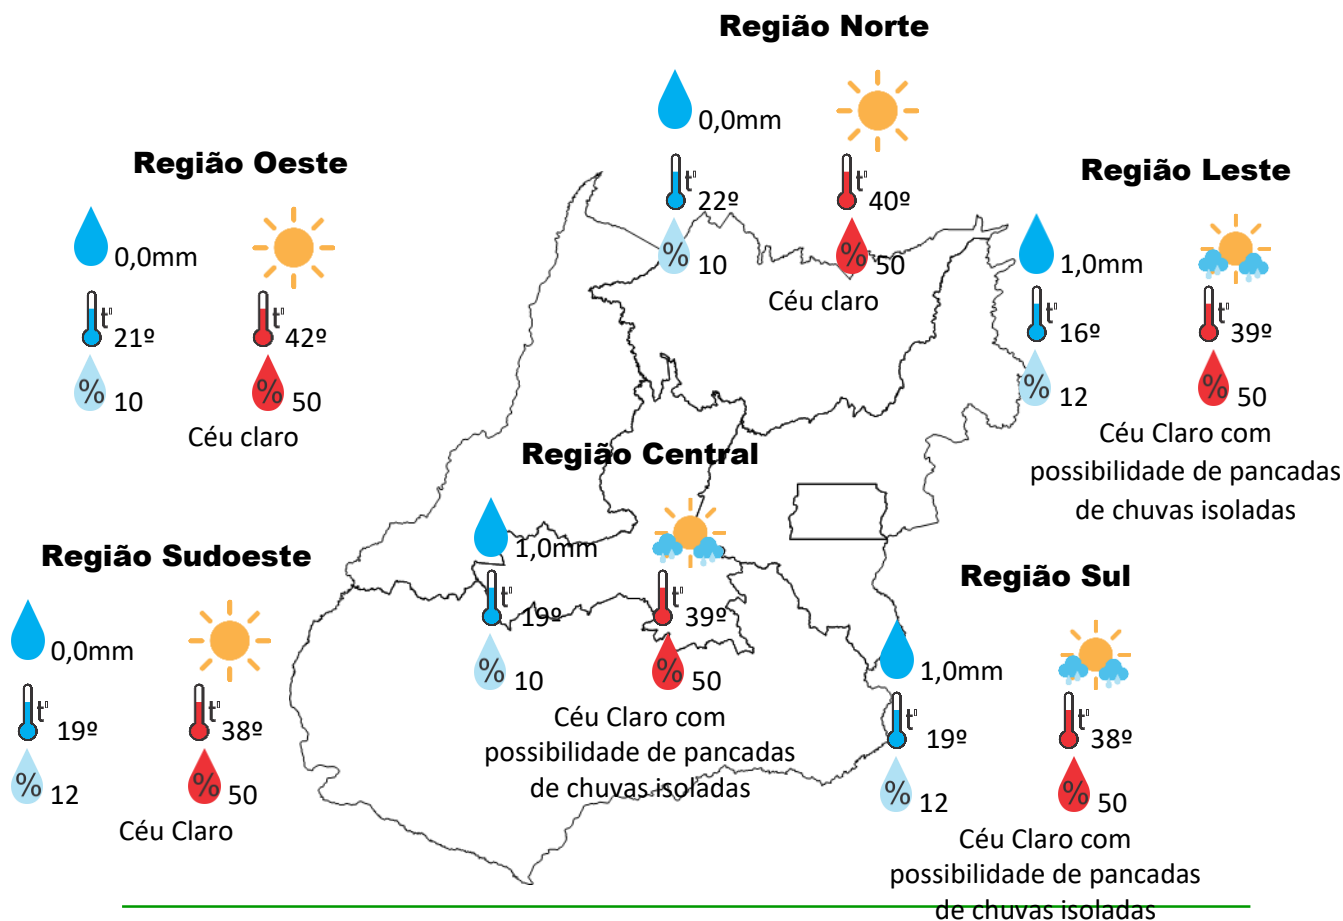 Região Norte
0,0mm
t°
22º
t°
40º
%
10
%
50
Céu claro
Região Oeste
0,0mm
t°
21º
t°
42º
%
10
%
50
Céu claro
Região Leste
1,0mm
t°
16º
t°
39º
%
12
%
50
Céu Claro com
possibilidade de pancadas
de chuvas isoladas
Região Central
1,0mm
t°
19º
t°
39º
%
10
%
50
Céu Claro com
possibilidade de pancadas
de chuvas isoladas
Região Sudoeste
0,0mm
t°
19º
t°
38º
%
12
%
50
Céu Claro
Região Sul
1,0mm
t°
19º
t°
38º
%
12
%
50
Céu Claro com
possibilidade de pancadas
de chuvas isoladas